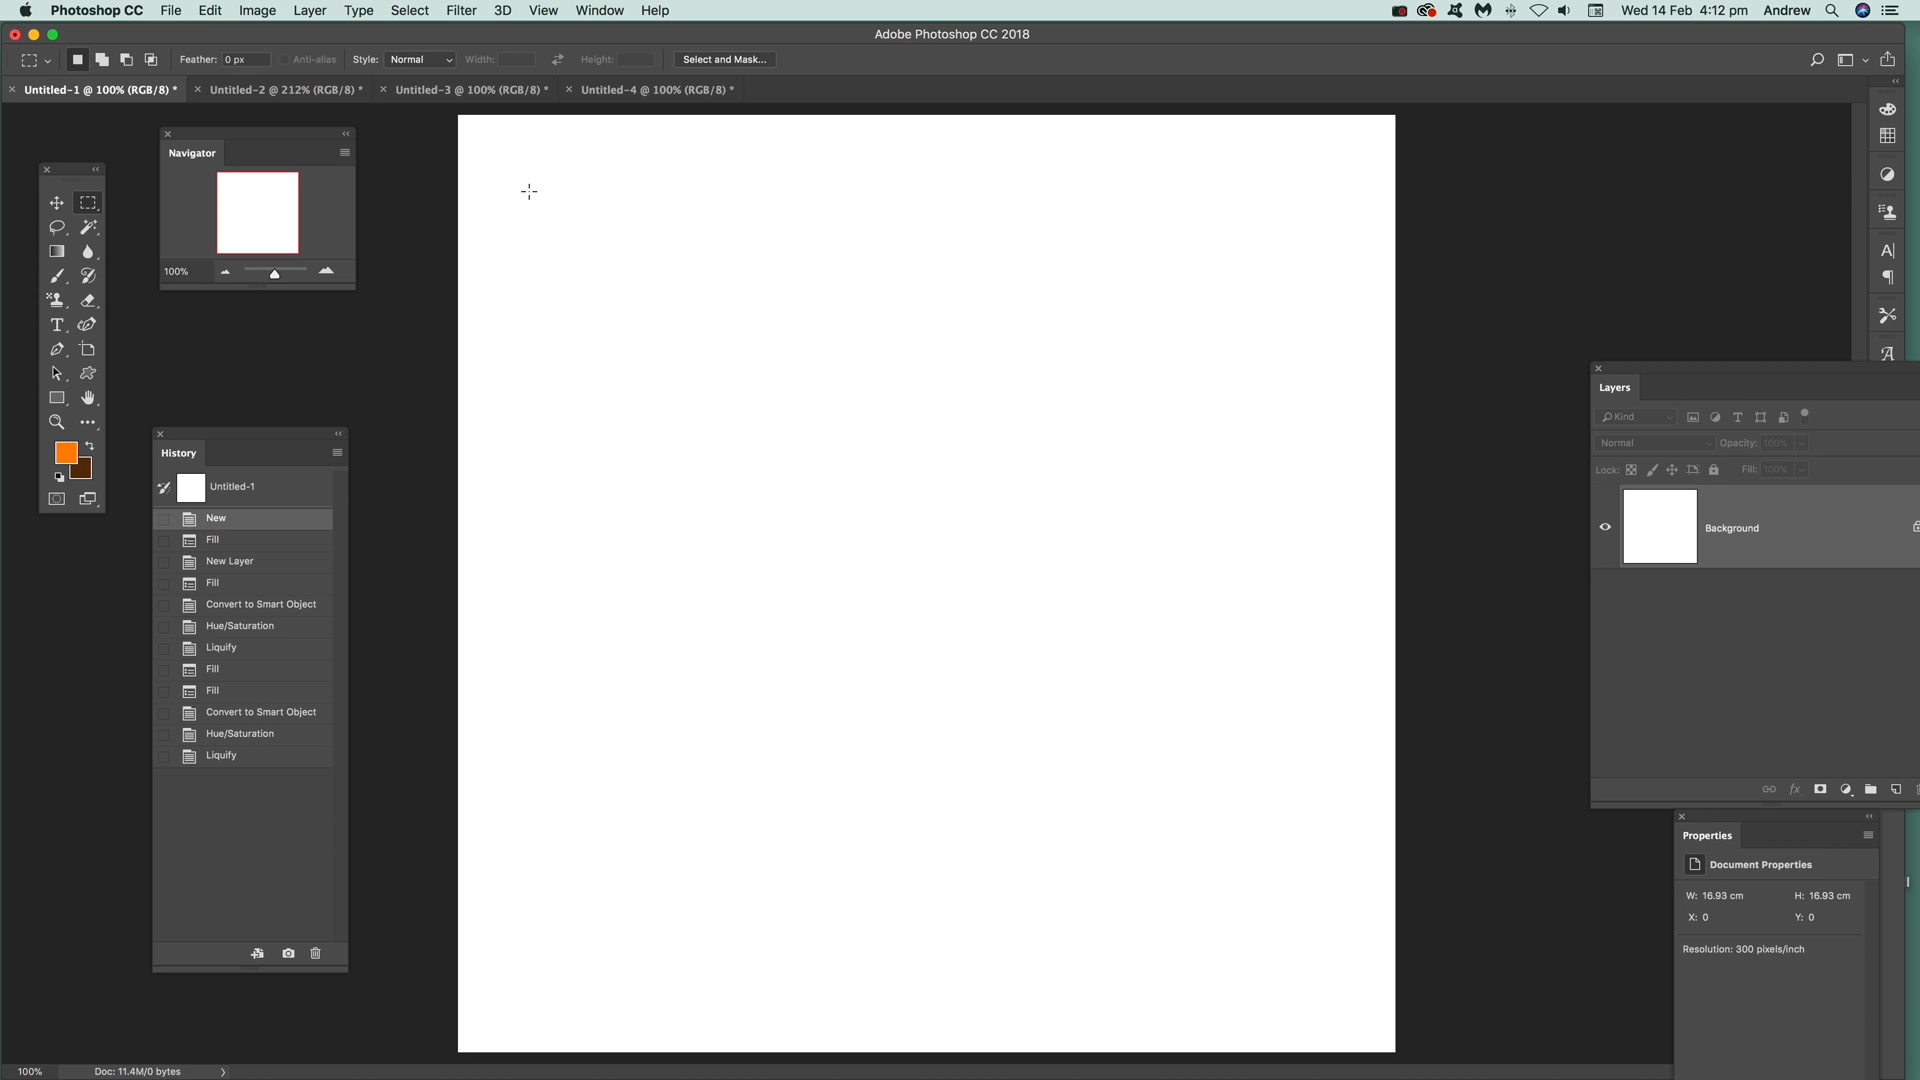 Photoshop CC File Edit Image Layer Type Select Filter 3D View Window Help Wed 14 Feb 4:12 pm Andrew
Adobe Photoshop CC 2018
Feather: 0 px Anti-alias Style: Normal Width: Height: Select and Mask...
Untitled-1 @ 100% (RGB/8) * Untitled-2 @ 212% (RGB/8) * Untitled-3 @ 100% (RGB/8) * Untitled-4 @ 100% (RGB/8) *
Navigator
100%
History
Untitled-1
New
Fill
New Layer
Fill
Convert to Smart Object
Hue/Saturation
Liquify
Fill
Fill
Convert to Smart Object
Hue/Saturation
Liquify
Layers
Kind
Normal Opacity: 100%
Lock: Fill: 100%
Background
fx
Properties
Document Properties
W: 16.93 cm H: 16.93 cm
X: 0 Y: 0
Resolution: 300 pixels/inch
100% Doc: 11.4M/0 bytes